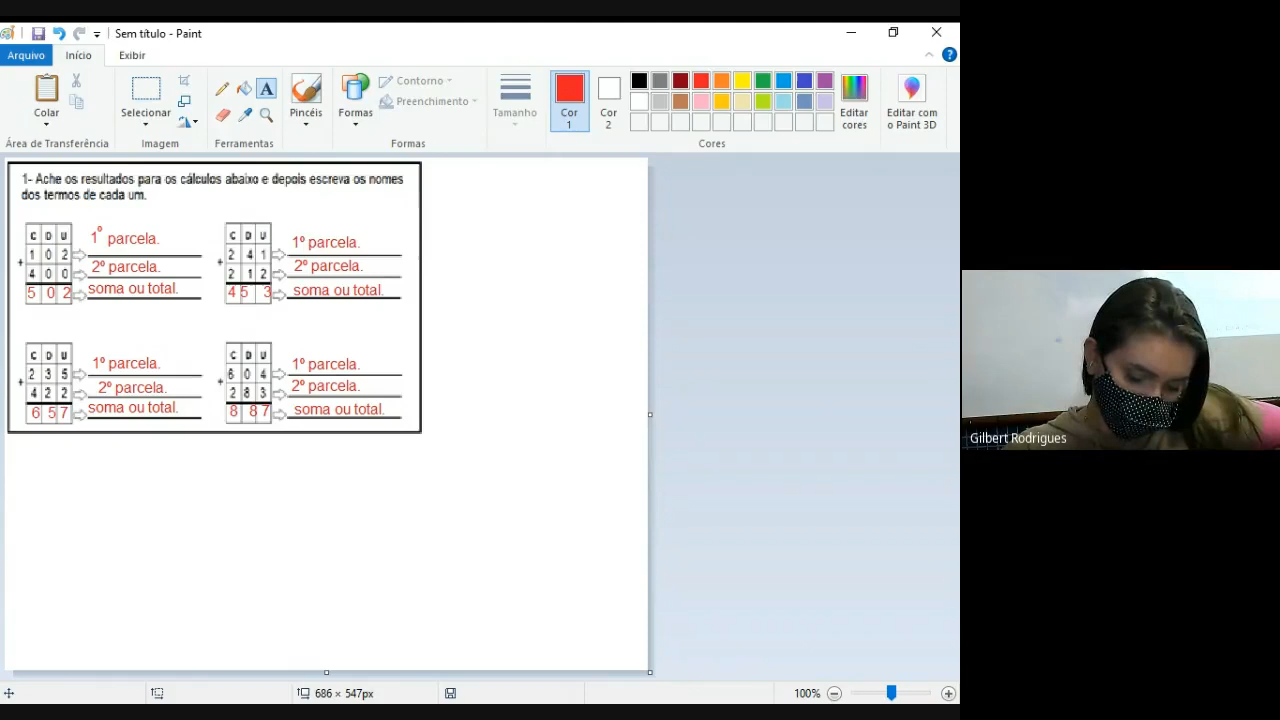 Sem título - Paint
Arquivo Início Exibir
Colar
Selecionar
Pincéis
Formas
Contorno
Preenchimento
Tamanho
Cor 1
Cor 2
Editar cores
Editar com o Paint 3D
Área de Transferência Imagem Ferramentas Formas Cores
1- Ache os resultados para os cálculos abaixo e depois escreva os nomes
dos termos de cada um.
C D U
1 0 2 1º parcela.
+ 4 0 0 2º parcela.
5 0 2 soma ou total.
C D U
2 4 1 1º parcela.
+ 2 1 2 2º parcela.
4 5 3 soma ou total.
C D U
2 3 5 1º parcela.
+ 4 2 2 2º parcela.
6 5 7 soma ou total.
C D U
6 0 4 1º parcela.
+ 2 8 3 2º parcela.
8 8 7 soma ou total.
Gilbert Rodrigues
686 × 547px 100%